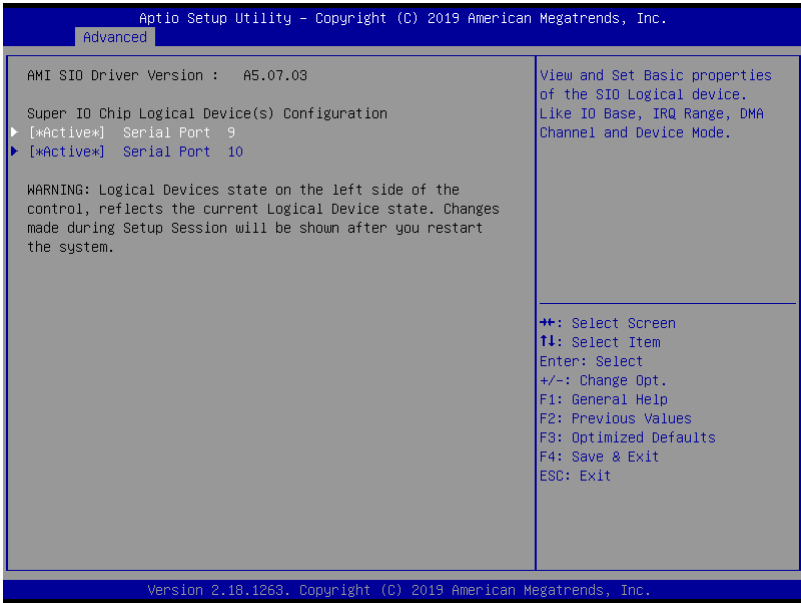 Aptio Setup Utility – Copyright (C) 2019 American Megatrends, Inc.
Advanced
AMI SIO Driver Version :   A5.07.03
Super IO Chip Logical Device(s) Configuration
[*Active*]   Serial Port  9
[*Active*]   Serial Port  10
WARNING: Logical Devices state on the left side of the
control, reflects the current Logical Device state. Changes
made during Setup Session will be shown after you restart
the system.
View and Set Basic properties
of the SIO Logical device.
Like IO Base, IRQ Range, DMA
Channel and Device Mode.
→←: Select Screen
↑↓: Select Item
Enter: Select
+/-: Change Opt.
F1: General Help
F2: Previous Values
F3: Optimized Defaults
F4: Save & Exit
ESC: Exit
Version 2.18.1263. Copyright (C) 2019 American Megatrends, Inc.